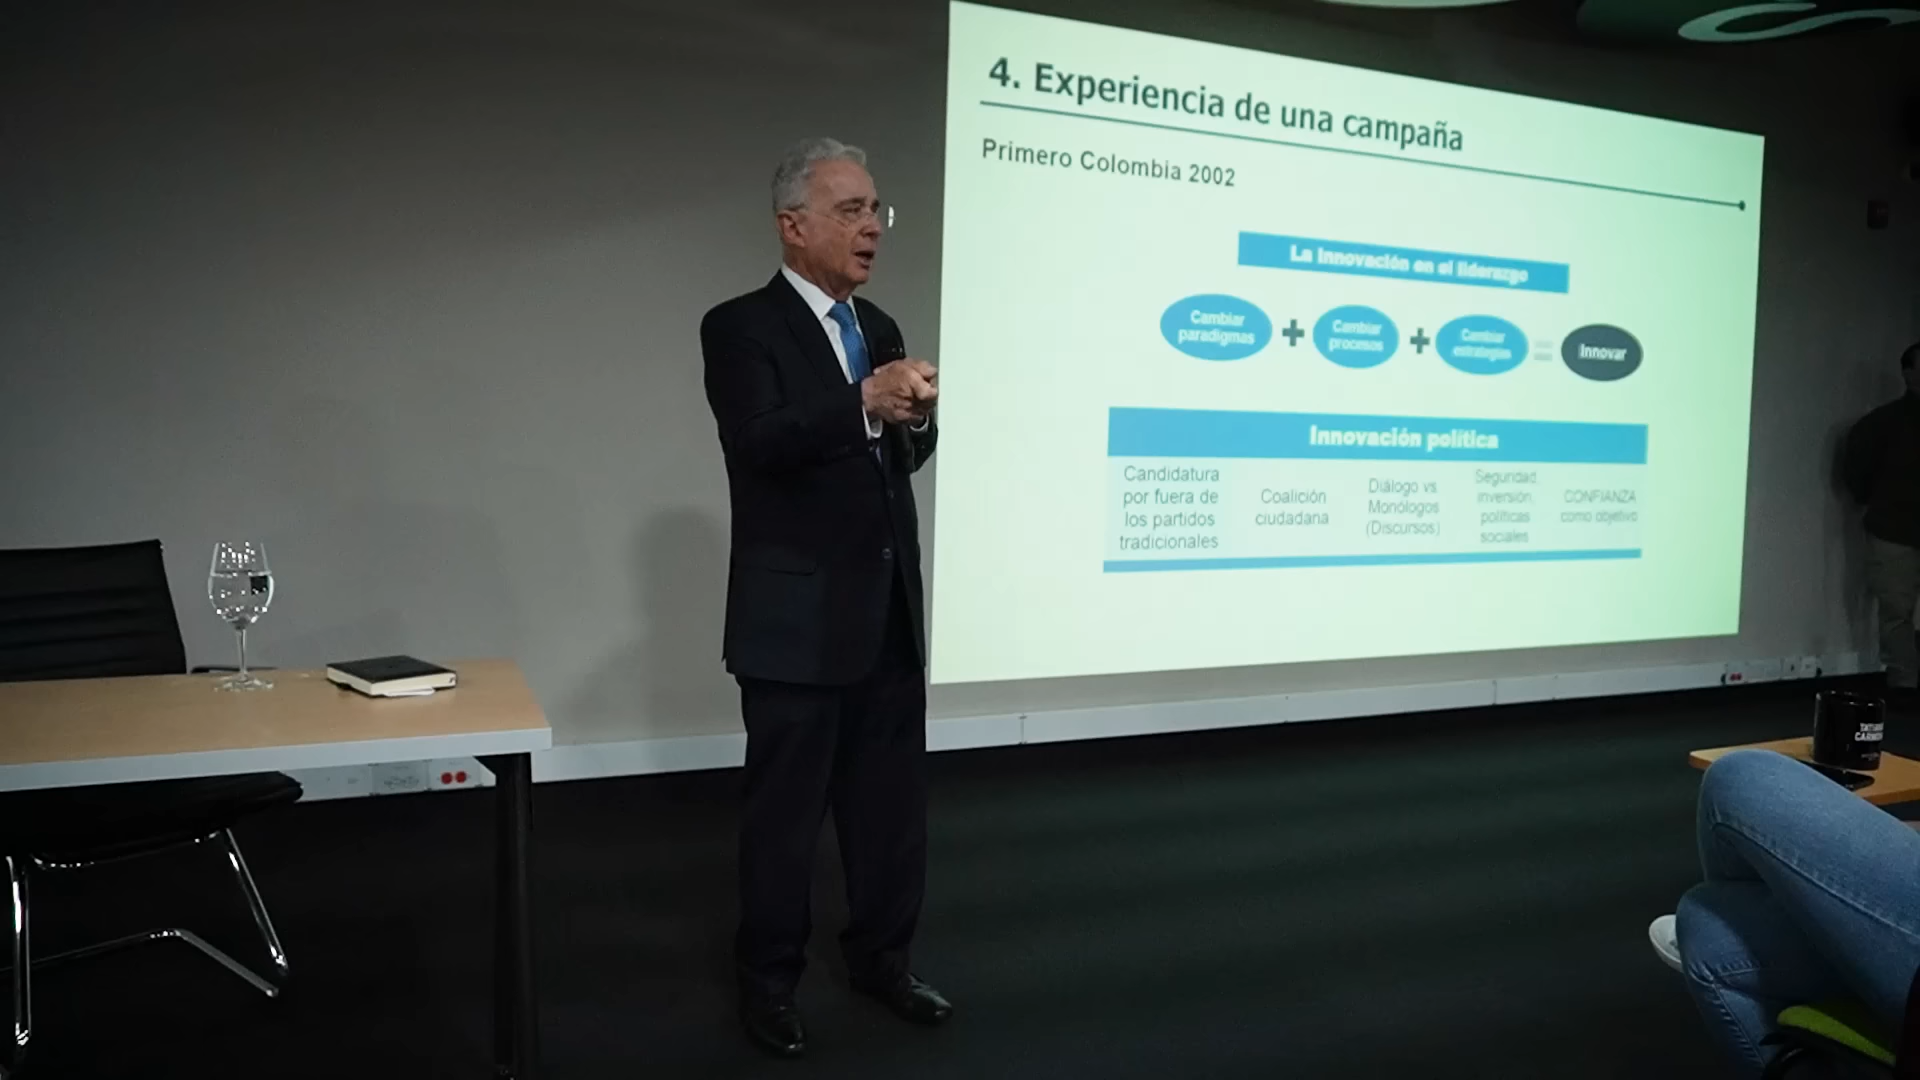 4. Experiencia de una campaña
Primero Colombia 2002
La innovación en el liderazgo
Cambiar
paradigmas
+
Cambiar
procesos
+
Cambiar
estrategias
=
Innovar
Innovación política
Candidatura
por fuera de
los partidos
tradicionales
Coalición
ciudadana
Diálogo vs
Monólogos
(Discursos)
Seguridad,
inversión,
políticas
sociales
CONFIANZA
como objetivo